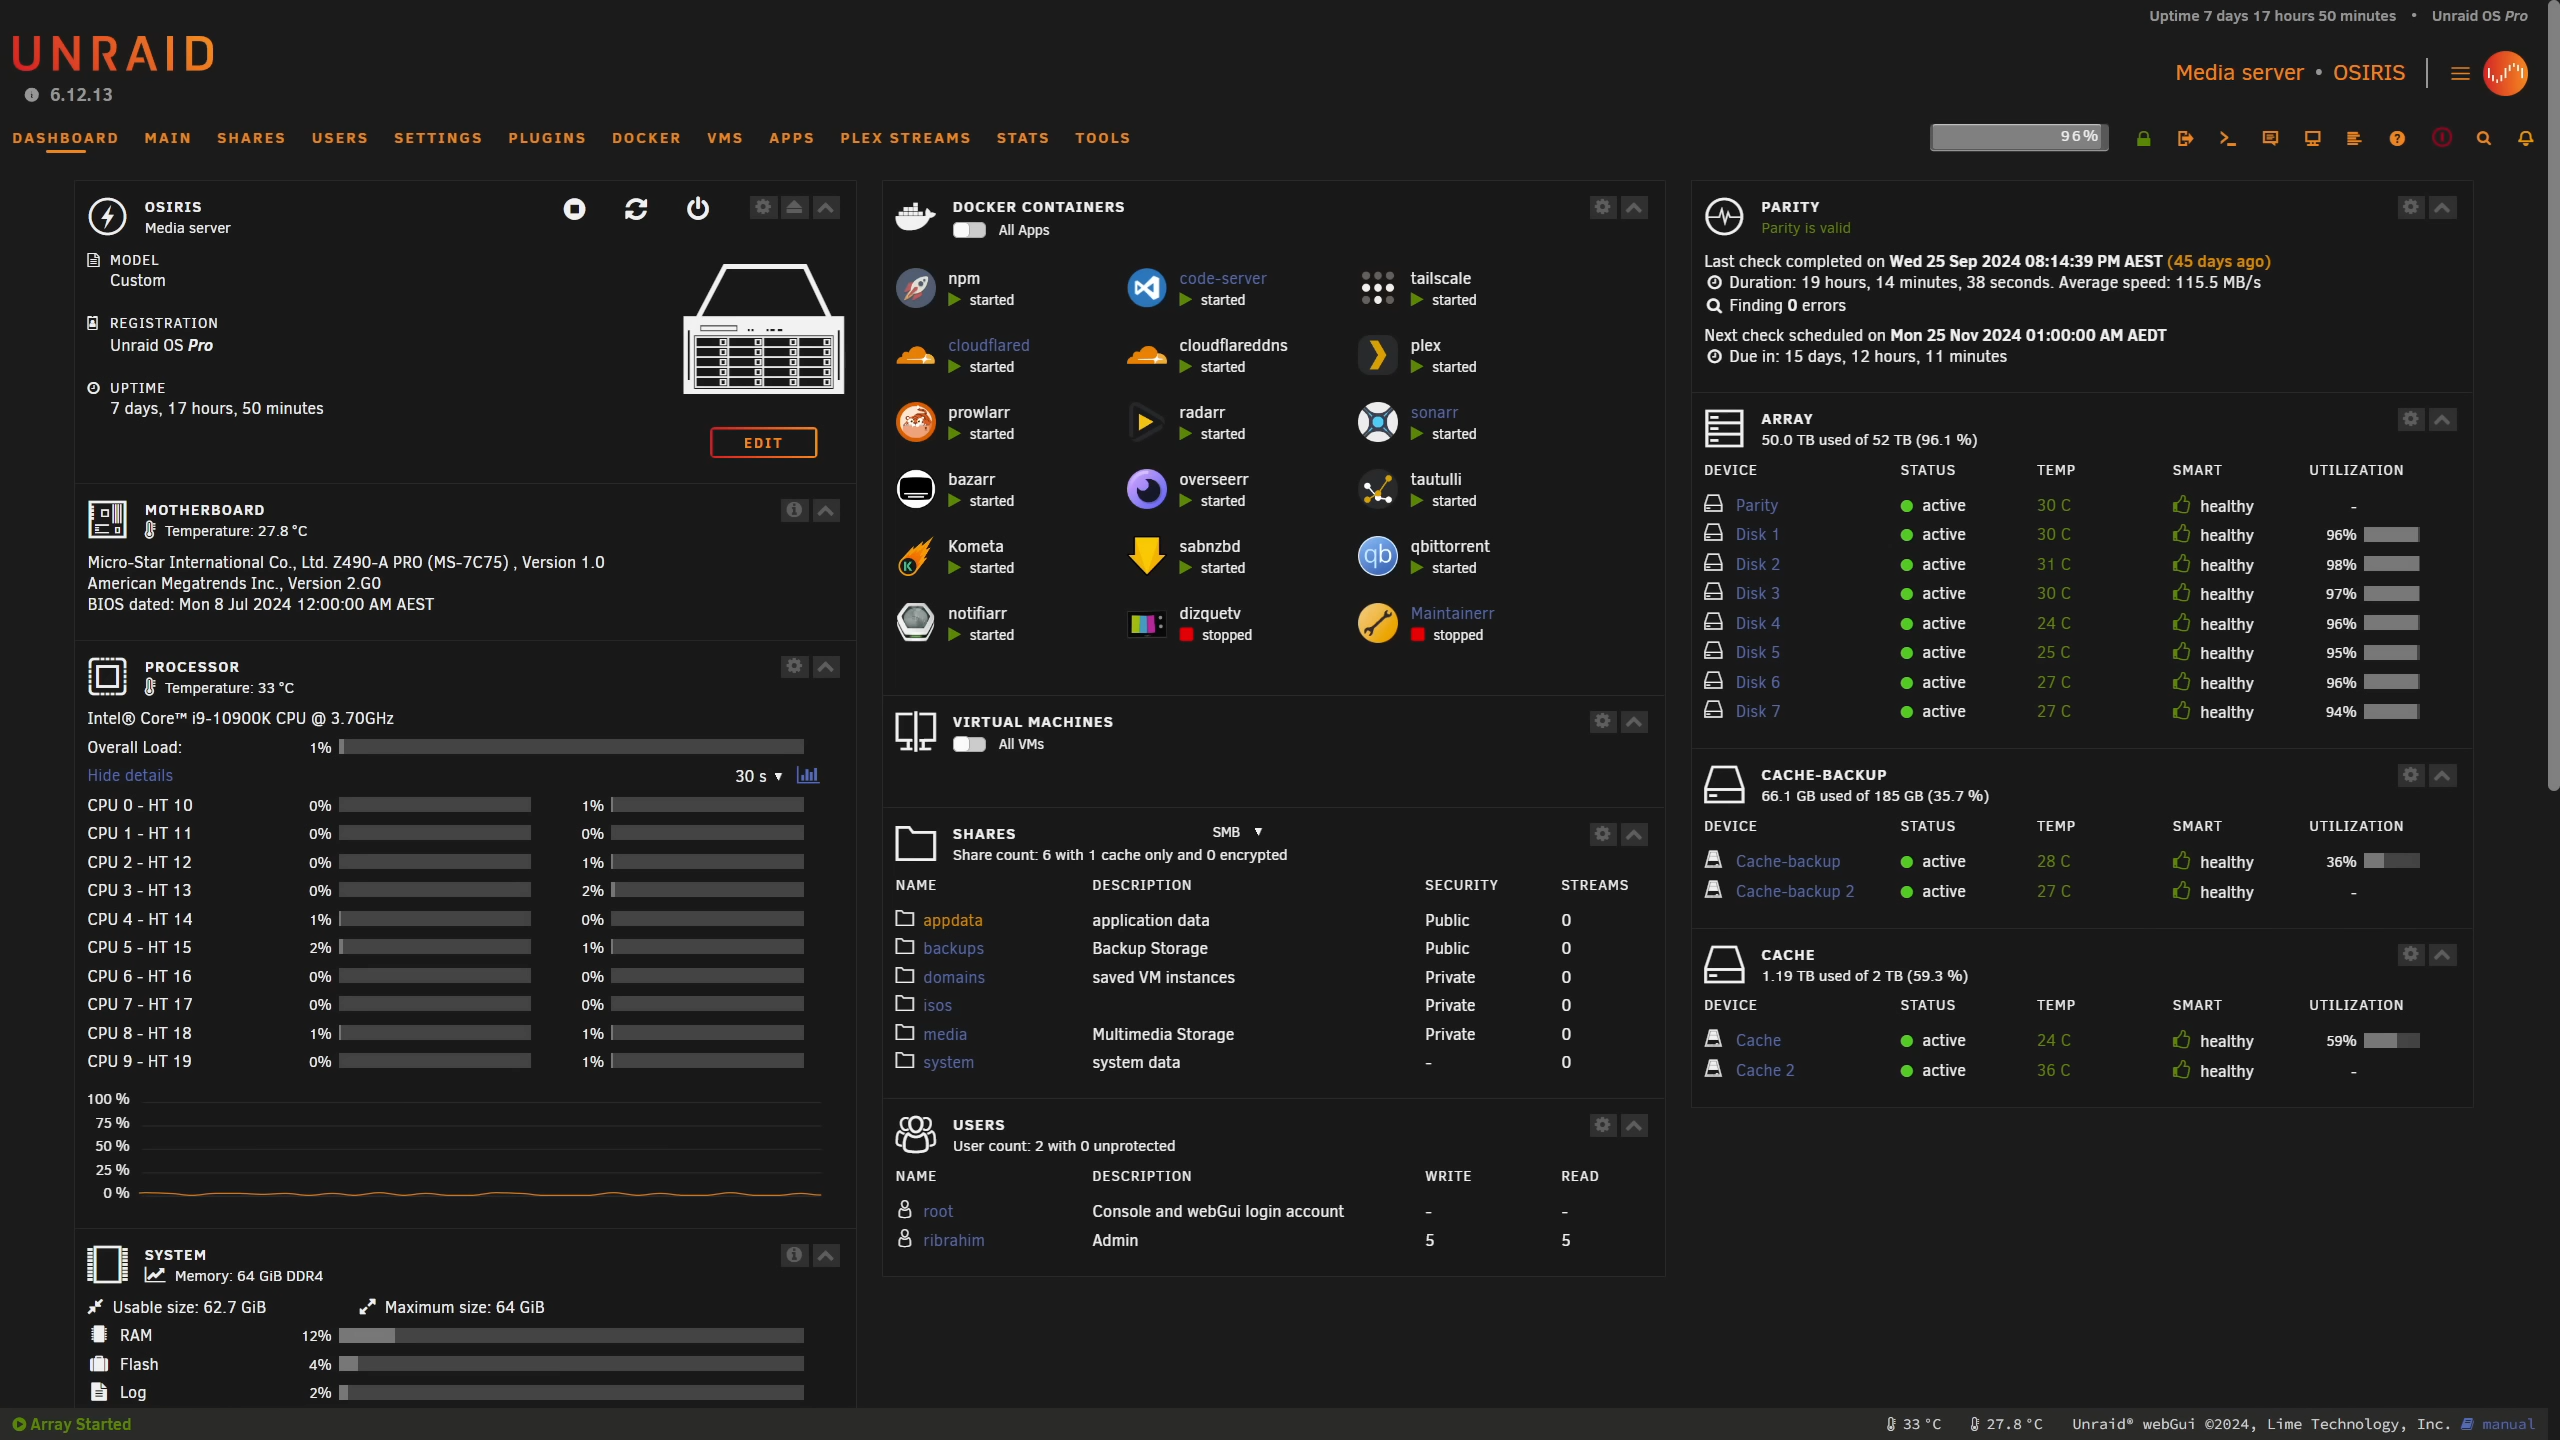 Uptime 7 days 17 hours 50 minutes • Unraid OS Pro
UNRAID
6.12.13
Media server • OSIRIS
DASHBOARD MAIN SHARES USERS SETTINGS PLUGINS DOCKER VMS APPS PLEX STREAMS STATS TOOLS
96%
OSIRIS
Media server
MODEL
Custom
REGISTRATION
Unraid OS Pro
UPTIME
7 days, 17 hours, 50 minutes
EDIT
MOTHERBOARD
Temperature: 27.8 °C
Micro-Star International Co., Ltd. Z490-A PRO (MS-7C75) , Version 1.0
American Megatrends Inc., Version 2.G0
BIOS dated: Mon 8 Jul 2024 12:00:00 AM AEST
PROCESSOR
Temperature: 33 °C
Intel® Core™ i9-10900K CPU @ 3.70GHz
Overall Load: 1%
Hide details 30 s ▼
CPU 0 - HT 10 0% 1%
CPU 1 - HT 11 0% 0%
CPU 2 - HT 12 0% 1%
CPU 3 - HT 13 0% 2%
CPU 4 - HT 14 1% 0%
CPU 5 - HT 15 2% 1%
CPU 6 - HT 16 0% 0%
CPU 7 - HT 17 0% 0%
CPU 8 - HT 18 1% 1%
CPU 9 - HT 19 0% 1%
100 %
75 %
50 %
25 %
0 %
SYSTEM
Memory: 64 GiB DDR4
Usable size: 62.7 GiB Maximum size: 64 GiB
RAM 12%
Flash 4%
Log 2%
DOCKER CONTAINERS
All Apps
npm code-server tailscale
started started started
cloudflared cloudflareddns plex
started started started
prowlarr radarr sonarr
started started started
bazarr overseerr tautulli
started started started
Kometa sabnzbd qbittorrent
started started started
notifiarr dizquetv Maintainerr
started stopped stopped
VIRTUAL MACHINES
All VMs
SHARES SMB ▼
Share count: 6 with 1 cache only and 0 encrypted
NAME DESCRIPTION SECURITY STREAMS
appdata application data Public 0
backups Backup Storage Public 0
domains saved VM instances Private 0
isos Private 0
media Multimedia Storage Private 0
system system data - 0
USERS
User count: 2 with 0 unprotected
NAME DESCRIPTION WRITE READ
root Console and webGui login account - -
ribrahim Admin 5 5
PARITY
Parity is valid
Last check completed on Wed 25 Sep 2024 08:14:39 PM AEST (45 days ago)
Duration: 19 hours, 14 minutes, 38 seconds. Average speed: 115.5 MB/s
Finding 0 errors
Next check scheduled on Mon 25 Nov 2024 01:00:00 AM AEDT
Due in: 15 days, 12 hours, 11 minutes
ARRAY
50.0 TB used of 52 TB (96.1 %)
DEVICE STATUS TEMP SMART UTILIZATION
Parity active 30 C healthy -
Disk 1 active 30 C healthy 96%
Disk 2 active 31 C healthy 98%
Disk 3 active 30 C healthy 97%
Disk 4 active 24 C healthy 96%
Disk 5 active 25 C healthy 95%
Disk 6 active 27 C healthy 96%
Disk 7 active 27 C healthy 94%
CACHE-BACKUP
66.1 GB used of 185 GB (35.7 %)
DEVICE STATUS TEMP SMART UTILIZATION
Cache-backup active 28 C healthy 36%
Cache-backup 2 active 27 C healthy -
CACHE
1.19 TB used of 2 TB (59.3 %)
DEVICE STATUS TEMP SMART UTILIZATION
Cache active 24 C healthy 59%
Cache 2 active 36 C healthy -
Array Started
33 °C 27.8 °C Unraid® webGui ©2024, Lime Technology, Inc. manual